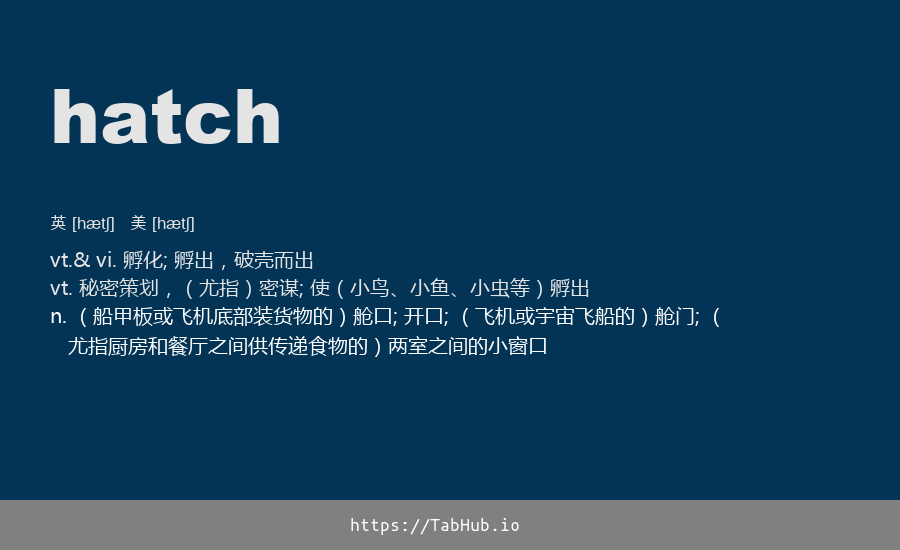 hatch
英 [hætʃ]   美 [hætʃ]
vt.& vi. 孵化; 孵出，破壳而出
vt. 秘密策划，（尤指）密谋; 使（小鸟、小鱼、小虫等）孵出
n. （船甲板或飞机底部装货物的）舱口; 开口; （飞机或宇宙飞船的）舱门; （
尤指厨房和餐厅之间供传递食物的）两室之间的小窗口
https://TabHub.io